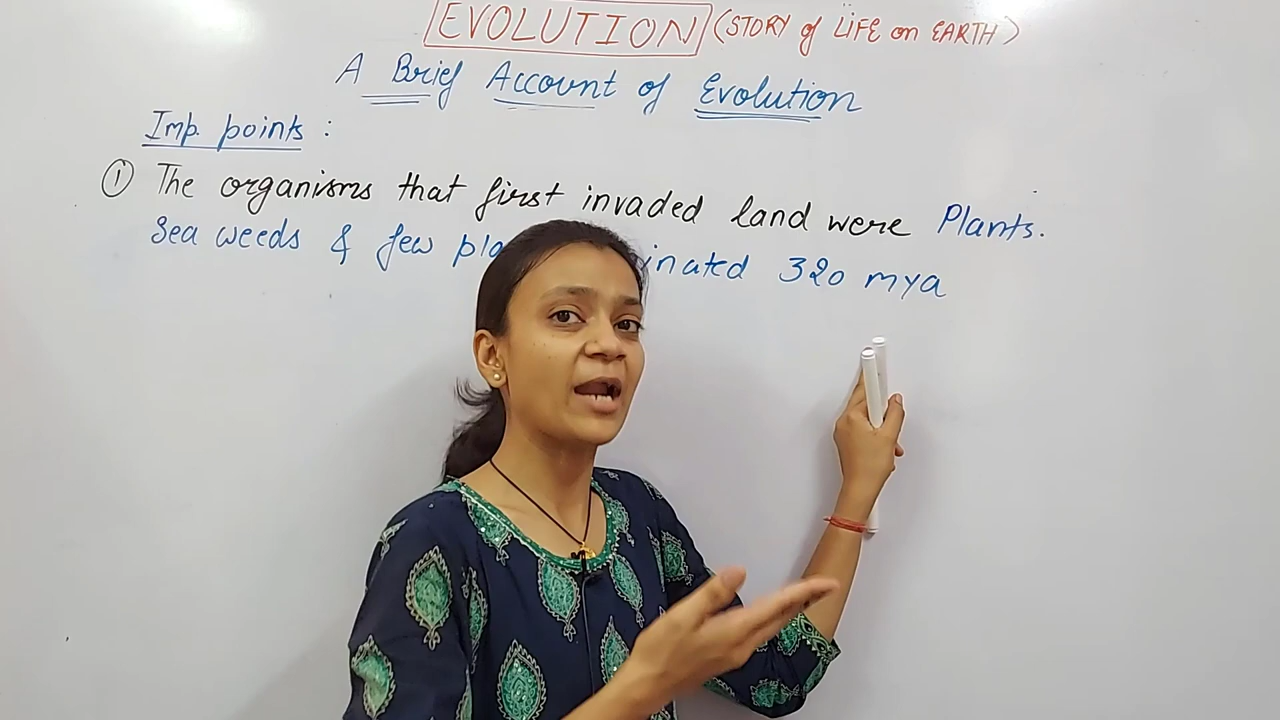 EVOLUTION (STORY of LIFE on EARTH)
A Brief Account of Evolution
Imp. points :
① The organisms that first invaded land were Plants.
Sea weeds & few pla inated 320 mya